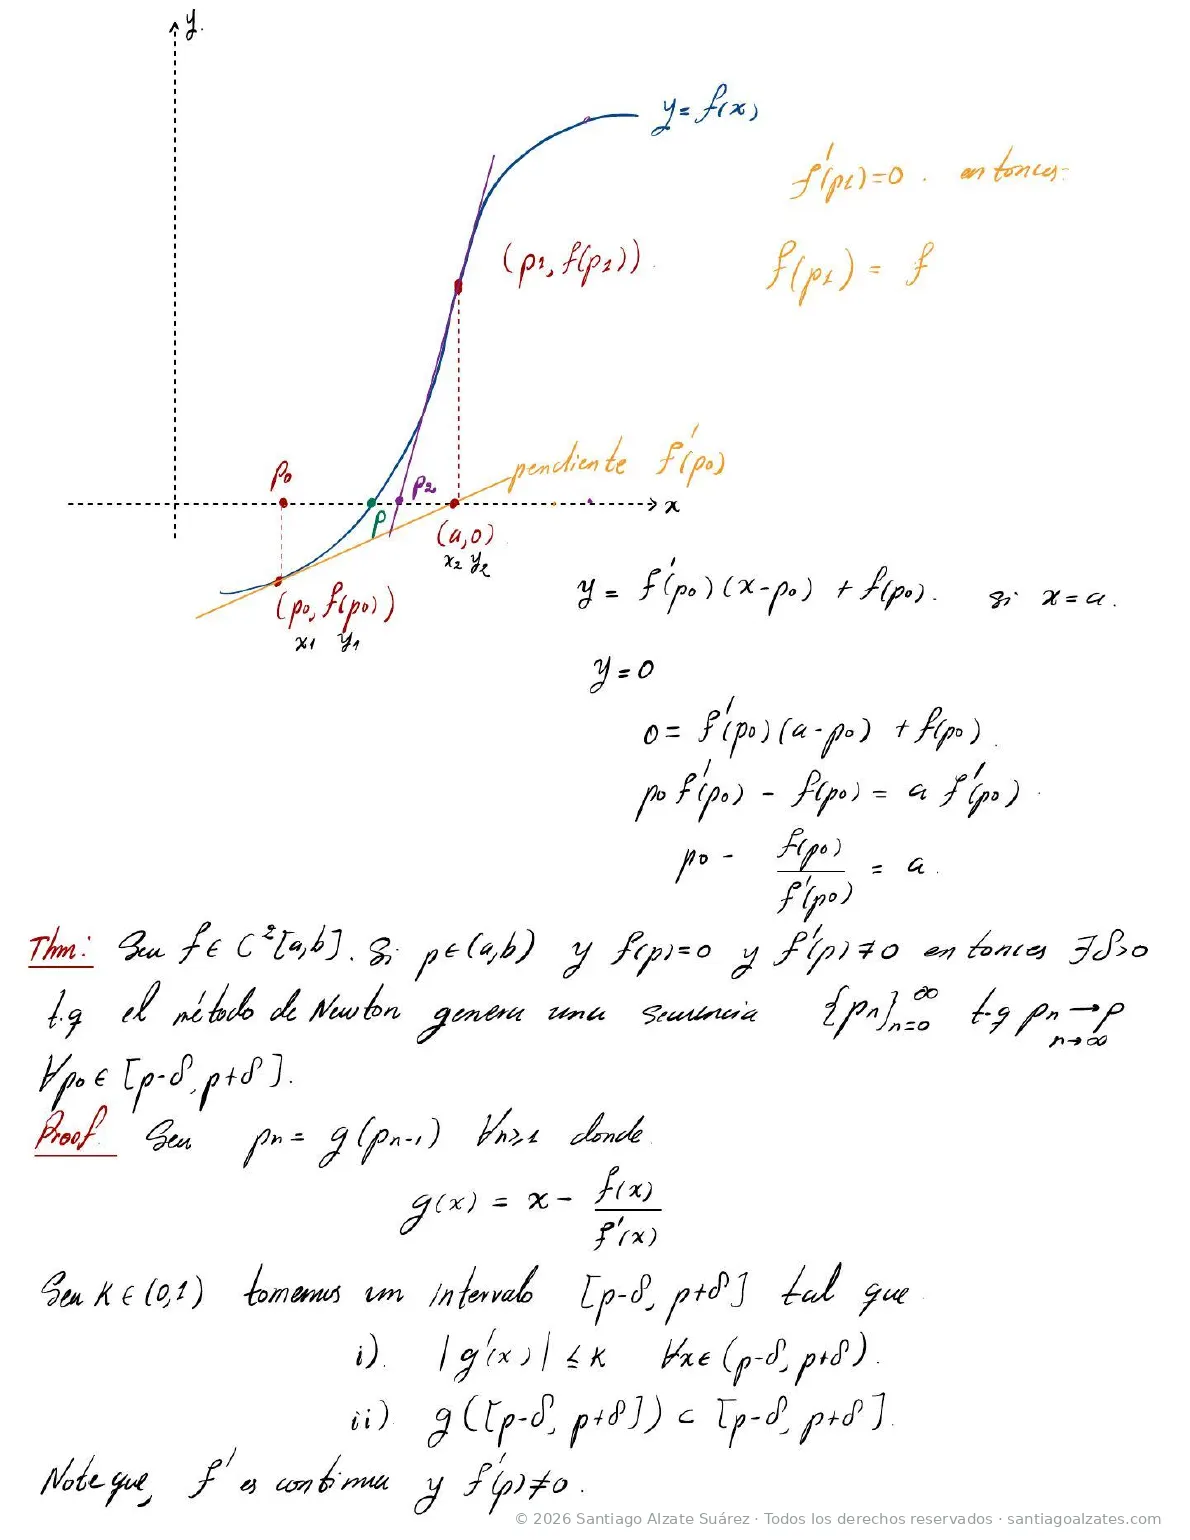 y.
y = f(x)
f'(p1) = 0 . entonces:
(p1, f(p1)) .
f(p1) = f
pendiente f'(p0)
p0
p2
x
p
(a,0)
x2 y2
(p0, f(p0))
x1 y1
y = f'(p0)(x-p0) + f(p0). si x = a.
y = 0
0 = f'(p0)(a-p0) + f(p0).
p0 f'(p0) - f(p0) = a f'(p0).
p0 - f(p0)/f'(p0) = a.
Thm: Sea f ∈ C²[a,b]. Si p∈(a,b) y f(p)=0 y f'(p)≠0 entonces ∃δ>0
t.q el método de Newton genera una secuencia {pn}_{n=0}^{∞} t.q pn → p n→∞
∀p0 ∈ [p-δ, p+δ].
Proof. Sea pn = g(pn-1) ∀n≥1 donde
g(x) = x - f(x)/f'(x)
Sea K ∈ (0,1) tomemos un intervalo [p-δ, p+δ] tal que
i). |g'(x)| ≤ K ∀x∈(p-δ, p+δ).
ii). g([p-δ, p+δ]) ⊂ [p-δ, p+δ].
Note que, f' es continua y f'(p)≠0.
© 2026 Santiago Alzate Suárez · Todos los derechos reservados · santiagoalzates.com